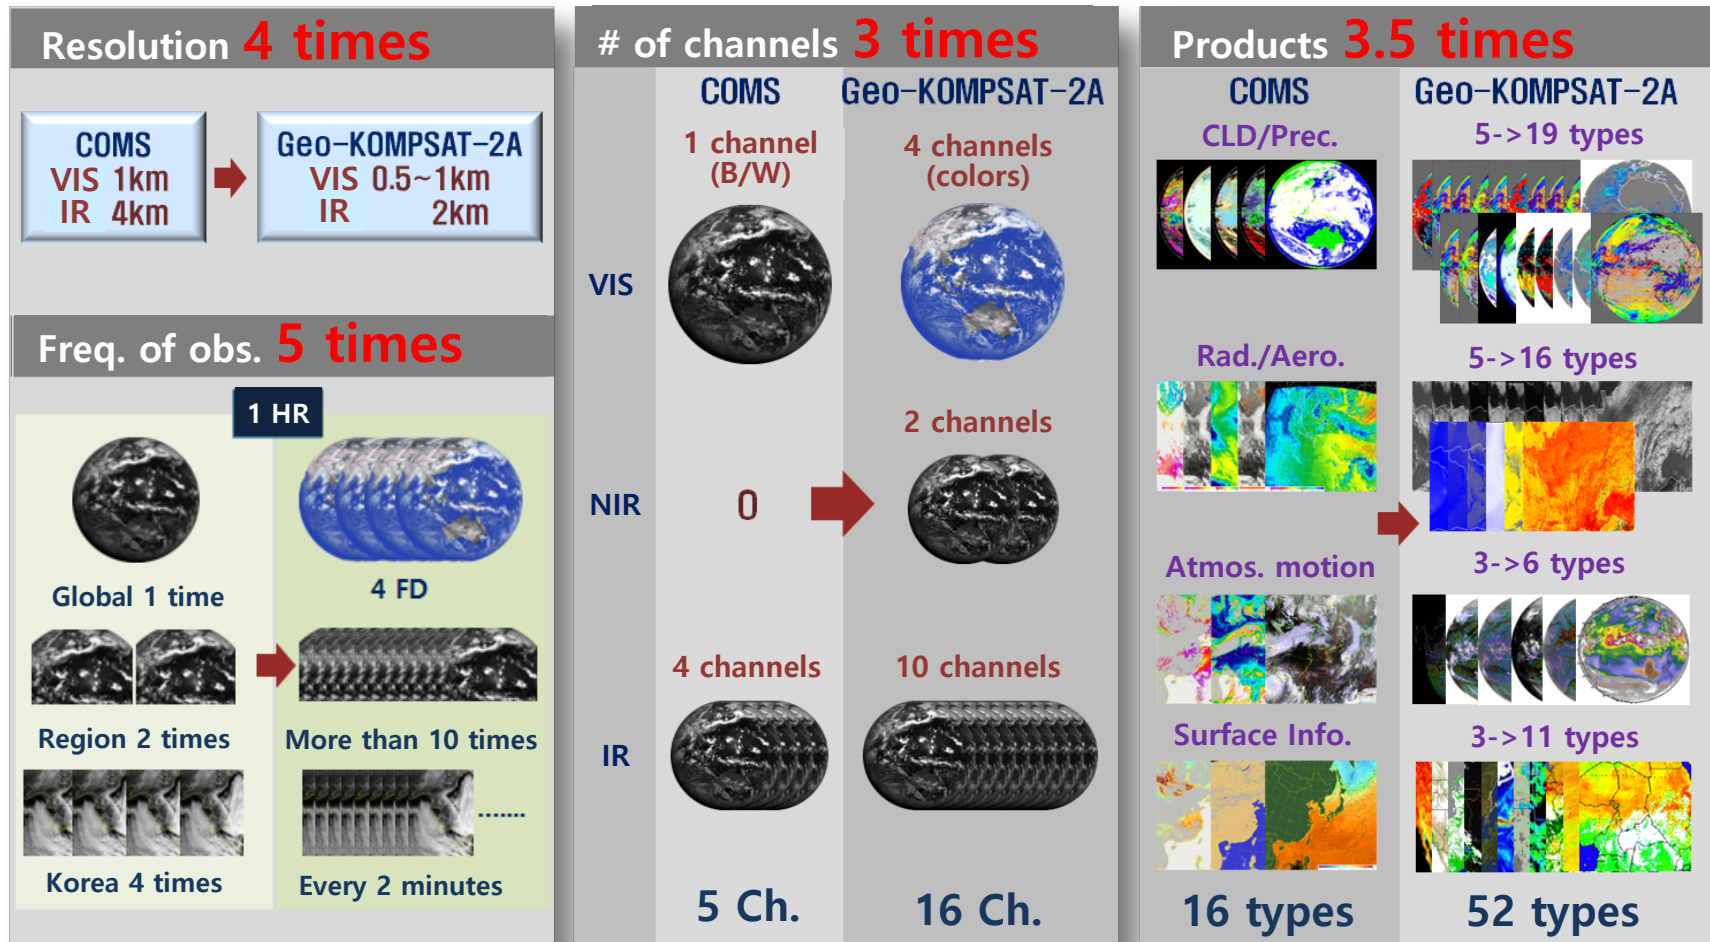 Resolution 4 times
COMS
VIS 1km
IR 4km
Geo-KOMPSAT-2A
VIS 0.5~1km
IR 2km
Freq. of obs. 5 times
1 HR
Global 1 time
4 FD
Region 2 times
More than 10 times
.......
Korea 4 times
Every 2 minutes
# of channels 3 times
COMS
Geo-KOMPSAT-2A
1 channel
(B/W)
4 channels
(colors)
VIS
2 channels
NIR
0
4 channels
10 channels
IR
5 Ch.
16 Ch.
Products 3.5 times
COMS
Geo-KOMPSAT-2A
CLD/Prec.
5->19 types
Rad./Aero.
5->16 types
Atmos. motion
3->6 types
Surface Info.
3->11 types
16 types
52 types